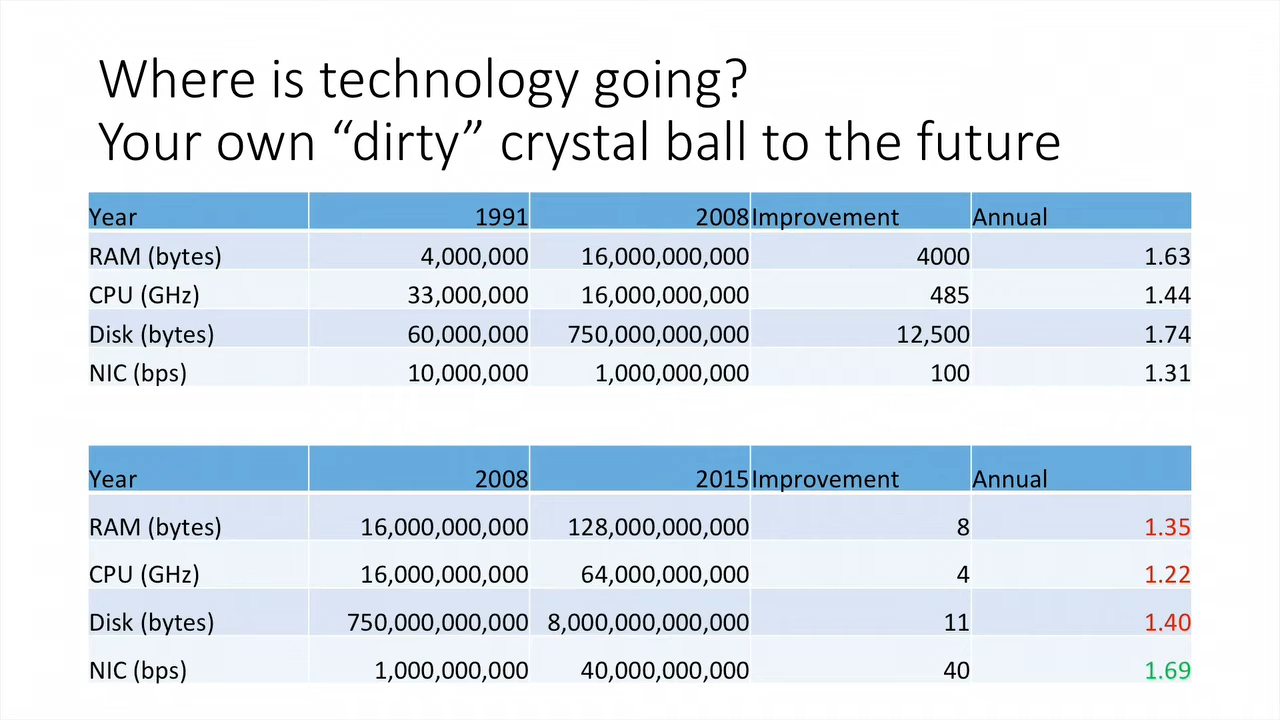 Where is technology going?
Your own “dirty” crystal ball to the future
Year 1991 2008 Improvement Annual
RAM (bytes) 4,000,000 16,000,000,000 4000 1.63
CPU (GHz) 33,000,000 16,000,000,000 485 1.44
Disk (bytes) 60,000,000 750,000,000,000 12,500 1.74
NIC (bps) 10,000,000 1,000,000,000 100 1.31
Year 2008 2015 Improvement Annual
RAM (bytes) 16,000,000,000 128,000,000,000 8 1.35
CPU (GHz) 16,000,000,000 64,000,000,000 4 1.22
Disk (bytes) 750,000,000,000 8,000,000,000,000 11 1.40
NIC (bps) 1,000,000,000 40,000,000,000 40 1.69